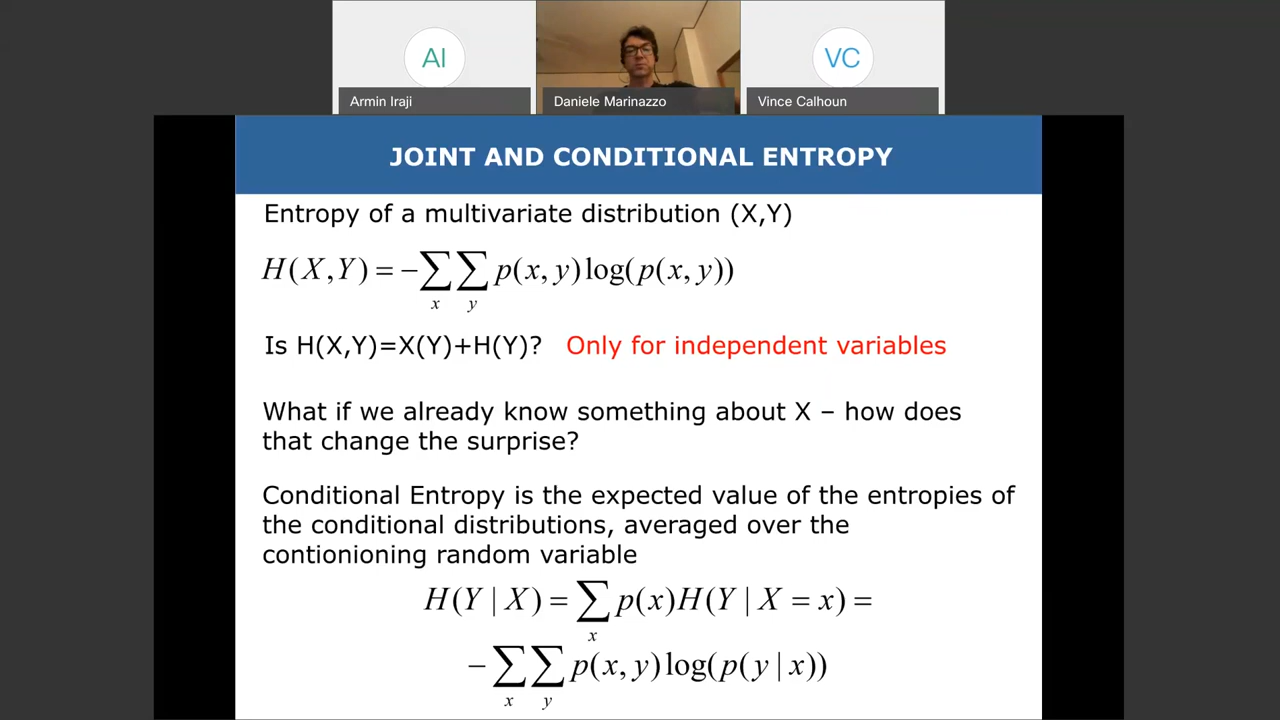 AI
VC
Armin Iraji
Daniele Marinazzo
Vince Calhoun
JOINT AND CONDITIONAL ENTROPY
Entropy of a multivariate distribution (X,Y)
H(X,Y) = −∑x ∑y p(x,y)log(p(x,y))
Is H(X,Y)=X(Y)+H(Y)? Only for independent variables
What if we already know something about X – how does
that change the surprise?
Conditional Entropy is the expected value of the entropies of
the conditional distributions, averaged over the
contionioning random variable
H(Y | X) = ∑x p(x)H(Y | X = x) =
− ∑x ∑y p(x,y)log(p(y | x))